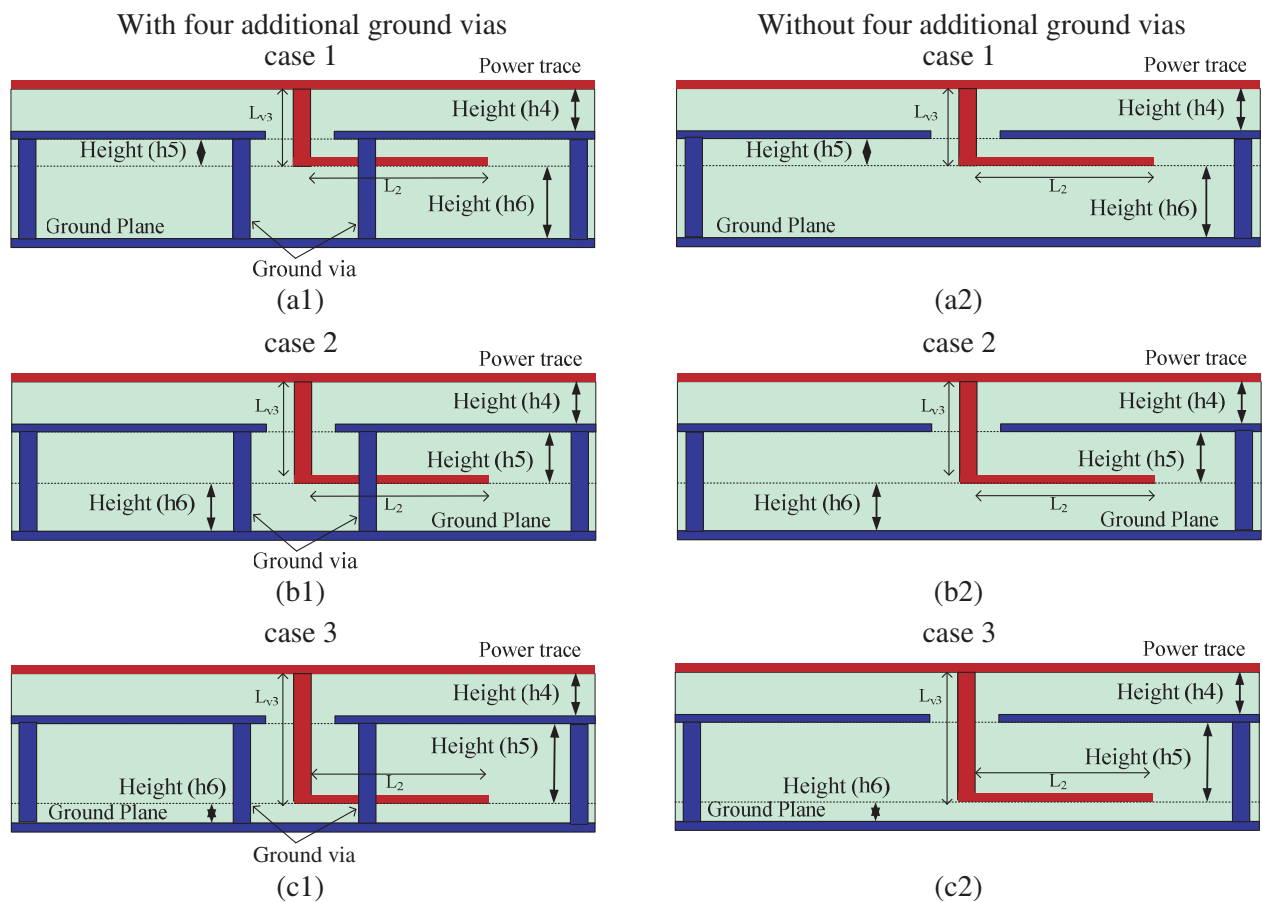 With four additional ground vias
case 1
Power trace
Lv3
Height (h4)
Height (h5)
L2
Height (h6)
Ground Plane
Ground via
(a1)
Without four additional ground vias
case 1
Power trace
Lv3
Height (h4)
Height (h5)
L2
Height (h6)
Ground Plane
(a2)
case 2
Power trace
Lv3
Height (h4)
Height (h5)
Height (h6)
L2
Ground Plane
Ground via
(b1)
case 2
Power trace
Lv3
Height (h4)
Height (h5)
Height (h6)
L2
Ground Plane
(b2)
case 3
Power trace
Lv3
Height (h4)
Height (h5)
L2
Height (h6)
Ground Plane
Ground via
(c1)
case 3
Power trace
Lv3
Height (h4)
Height (h5)
L2
Height (h6)
Ground Plane
(c2)